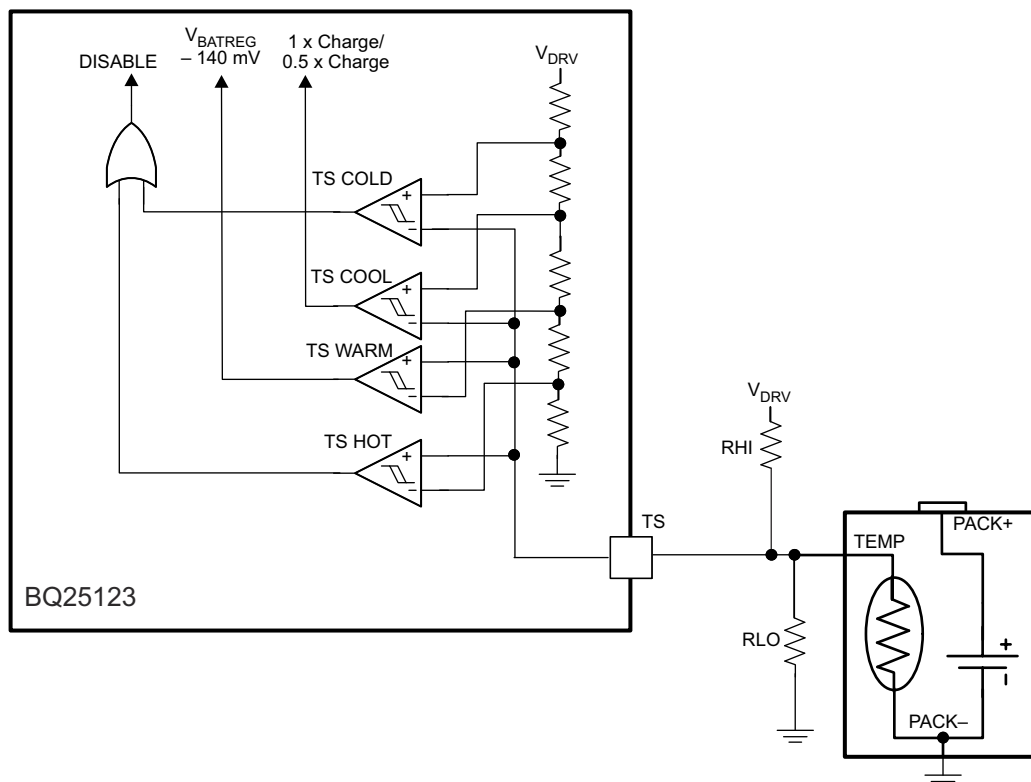 DISABLE
V_BATREG
– 140 mV
1 x Charge/
0.5 x Charge
V_DRV
TS COLD
+
–
TS COOL
+
–
TS WARM
+
–
TS HOT
+
–
TS
BQ25123
V_DRV
RHI
RLO
TEMP
PACK+
+
–
PACK–